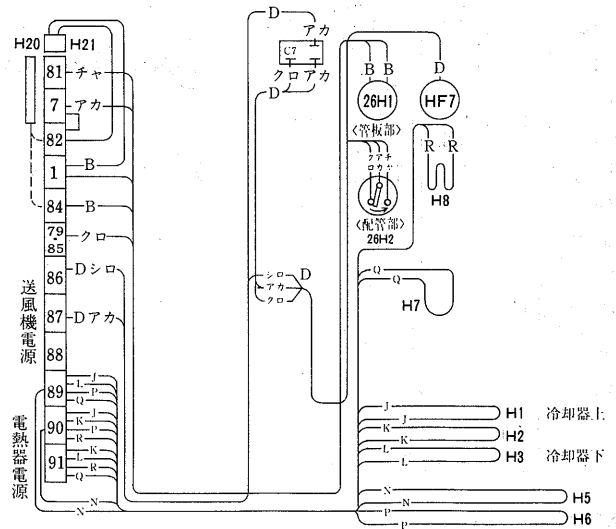 H20
H21
81
チャ
7
アカ
82
1
B
84
B
79
・
85
クロ
86
Dシロ
87
Dアカ
88
89
90
91
送風機電源
電熱器電源
J
L
P
Q
J
K
P
R
K
L
R
Q
N
N
D
アカ
C7
クロ
アカ
D
シロ
アカ
クロ
D
B
B
26H1
〈管板部〉
クロ
アカ
チャ
〈配管部〉
26H2
D
HF7
R
R
H8
Q
Q
H7
J
J
H1
冷却器上
K
K
H2
L
L
H3
冷却器下
N
N
H5
P
P
H6